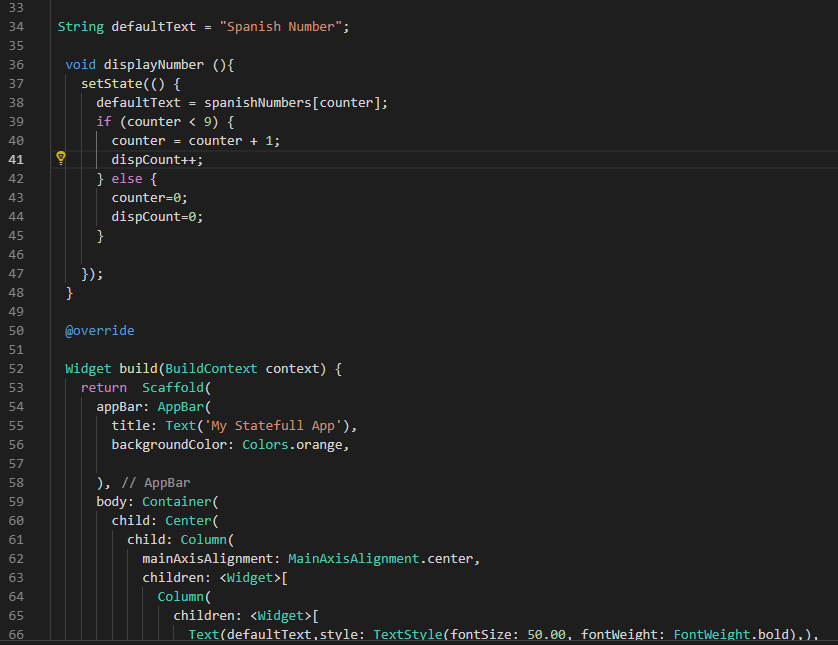 33
34 String defaultText = "Spanish Number";
35
36 void displayNumber (){
37 setState(() {
38 defaultText = spanishNumbers[counter];
39 if (counter < 9) {
40 counter = counter + 1;
41 dispCount++;
42 } else {
43 counter=0;
44 dispCount=0;
45 }
46
47 });
48 }
49
50 @override
51
52 Widget build(BuildContext context) {
53 return  Scaffold(
54 appBar: AppBar(
55 title: Text('My Statefull App'),
56 backgroundColor: Colors.orange,
57
58 ), // AppBar
59 body: Container(
60 child: Center(
61 child: Column(
62 mainAxisAlignment: MainAxisAlignment.center,
63 children: <Widget>[
64 Column(
65 children: <Widget>[
66 Text(defaultText,style: TextStyle(fontSize: 50.00, fontWeight: FontWeight.bold),),